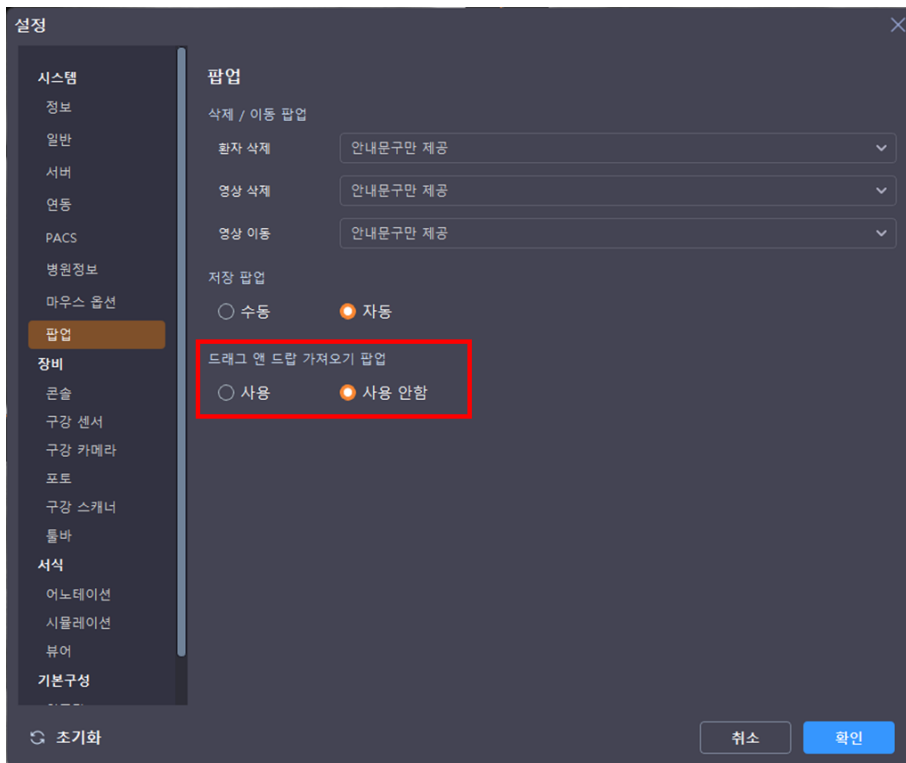 설정
시스템
정보
일반
서버
연동
PACS
병원정보
마우스 옵션
팝업
장비
콘솔
구강 센서
구강 카메라
포토
구강 스캐너
툴바
서식
어노테이션
시뮬레이션
뷰어
기본구성
초기화
팝업
삭제 / 이동 팝업
환자 삭제 안내문구만 제공
영상 삭제 안내문구만 제공
영상 이동 안내문구만 제공
저장 팝업
수동 자동
드래그 앤 드랍 가져오기 팝업
사용 사용 안함
취소 확인